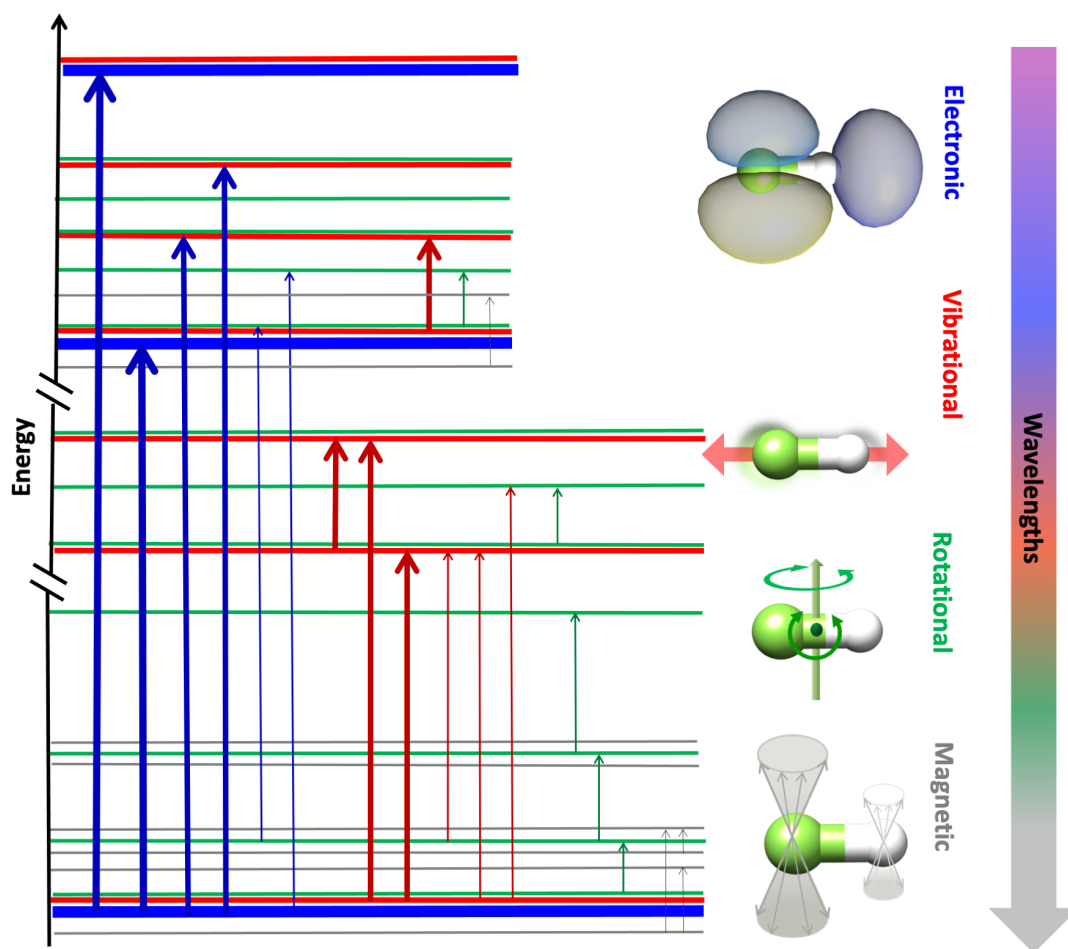 Energy
Electronic
Vibrational
Rotational
Magnetic
Wavelengths